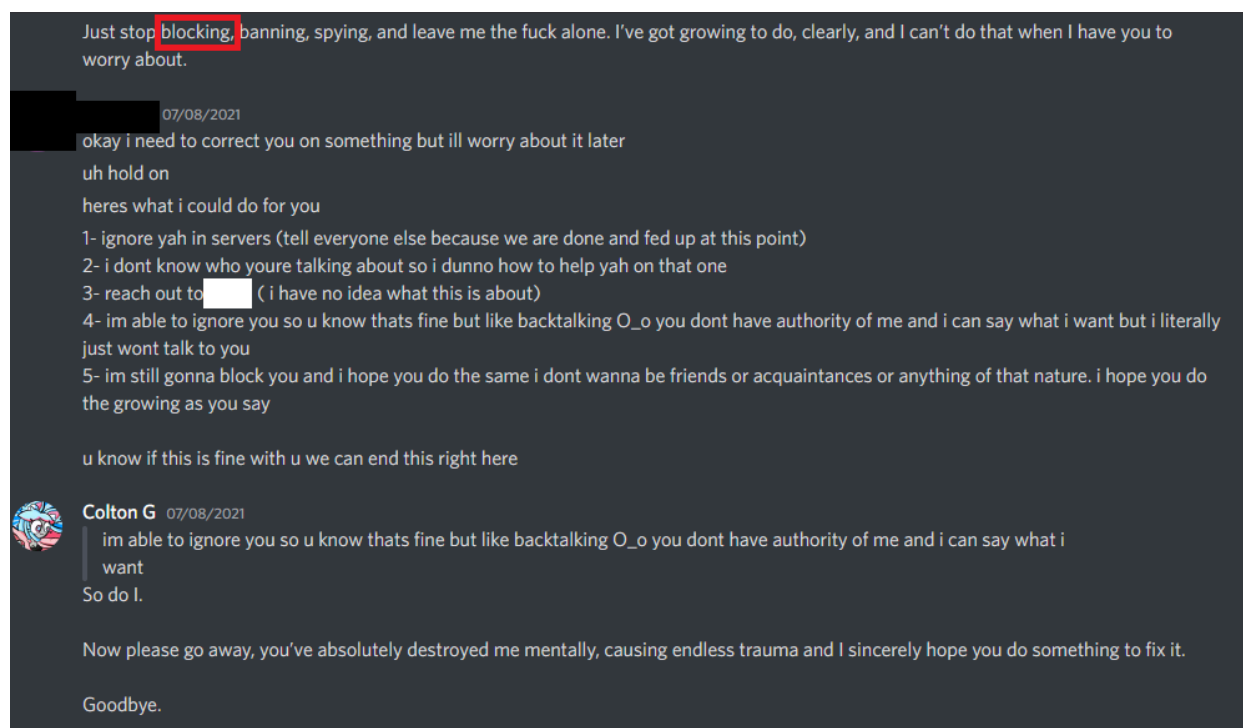 Just stop blocking, banning, spying, and leave me the fuck alone. I've got growing to do, clearly, and I can't do that when I have you to
worry about.
07/08/2021
okay i need to correct you on something but ill worry about it later
uh hold on
heres what i could do for you
1- ignore yah in servers (tell everyone else because we are done and fed up at this point)
2- i dont know who youre talking about so i dunno how to help yah on that one
3- reach out to ( i have no idea what this is about)
4- im able to ignore you so u know thats fine but like backtalking O_o you dont have authority of me and i can say what i want but i literally
just wont talk to you
5- im still gonna block you and i hope you do the same i dont wanna be friends or acquaintances or anything of that nature. i hope you do
the growing as you say
u know if this is fine with u we can end this right here
Colton G 07/08/2021
im able to ignore you so u know thats fine but like backtalking O_o you dont have authority of me and i can say what i
want
So do I.
Now please go away, you've absolutely destroyed me mentally, causing endless trauma and I sincerely hope you do something to fix it.
Goodbye.